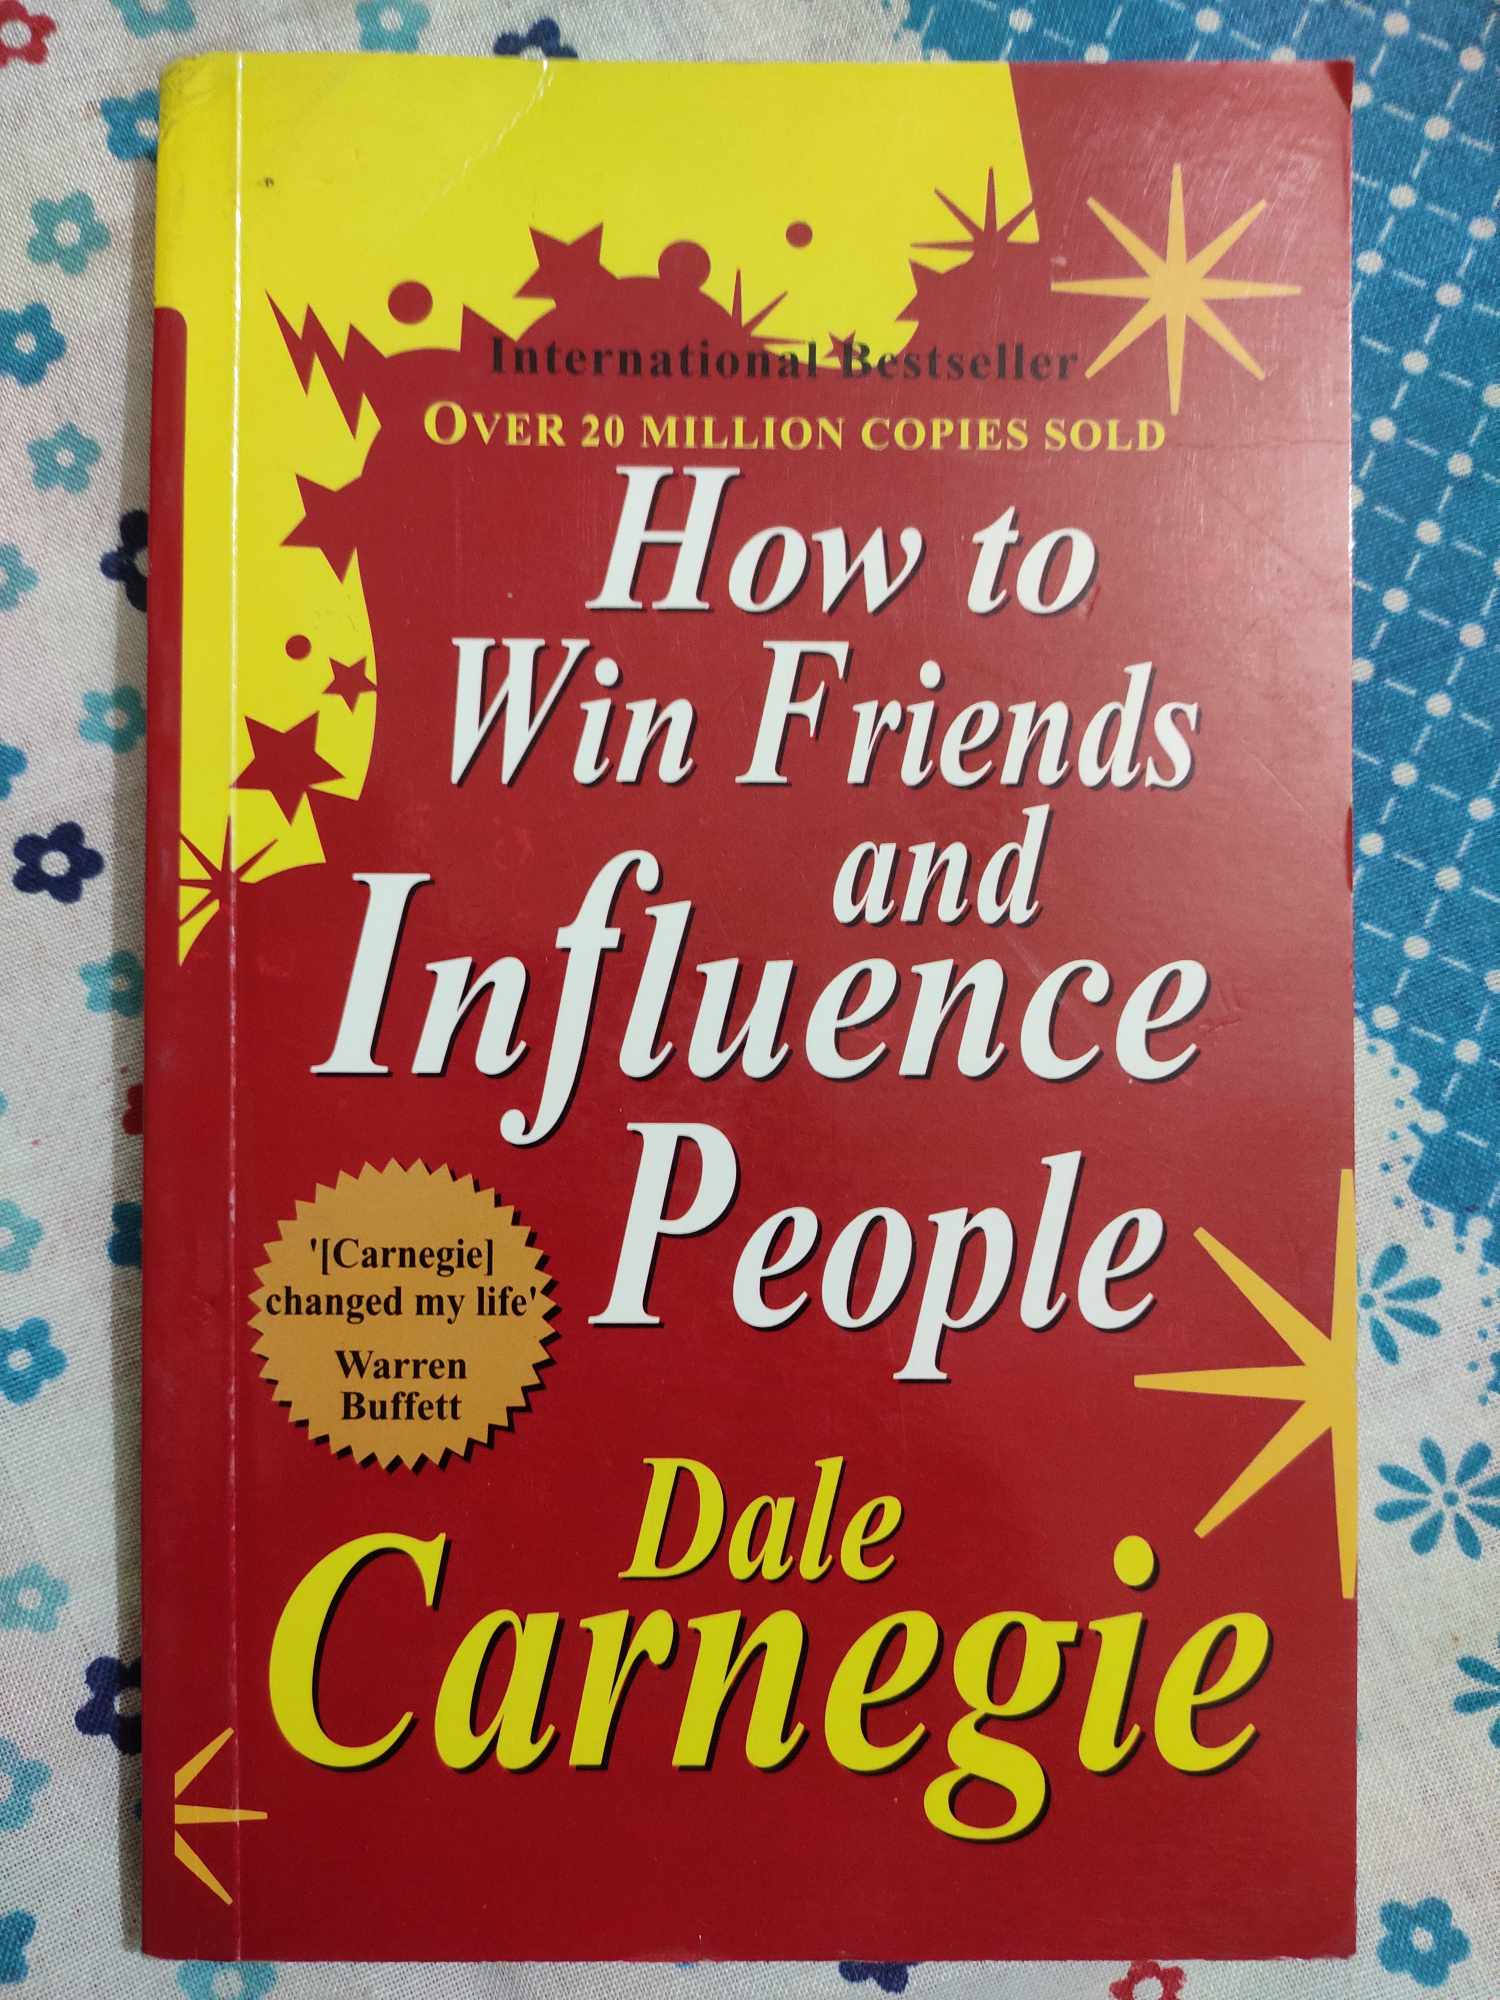 International Bestseller
OVER 20 MILLION COPIES SOLD
How to
Win Friends
and
Influence
People
'[Carnegie]
changed my life'
Warren
Buffett
Dale
Carnegie